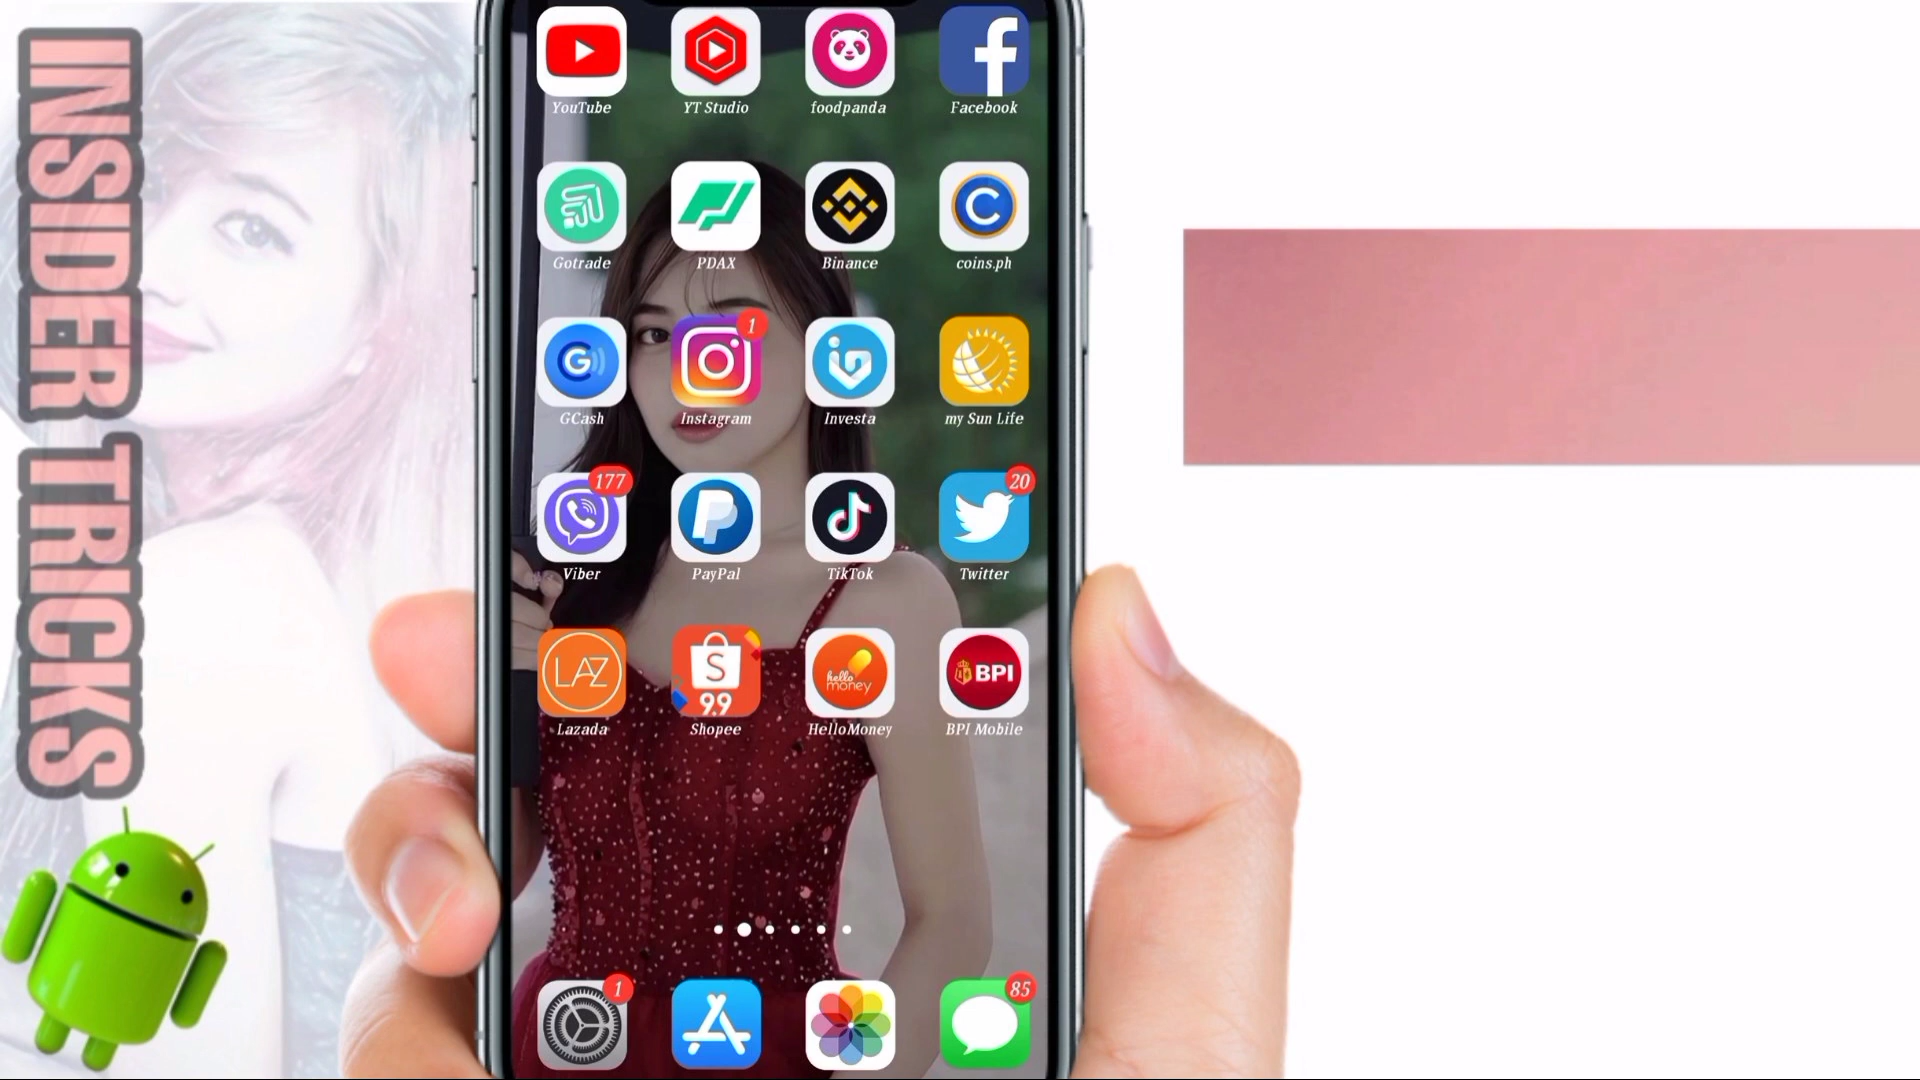 INSIDER TRICKS
YouTube
YT Studio
foodpanda
Facebook
Gotrade
PDAX
Binance
coins.ph
1
GCash
Instagram
Investa
my Sun Life
177
20
Viber
PayPal
TikTok
Twitter
LAZ
S
9.9
hello money
BPI
Lazada
Shopee
HelloMoney
BPI Mobile
1
85